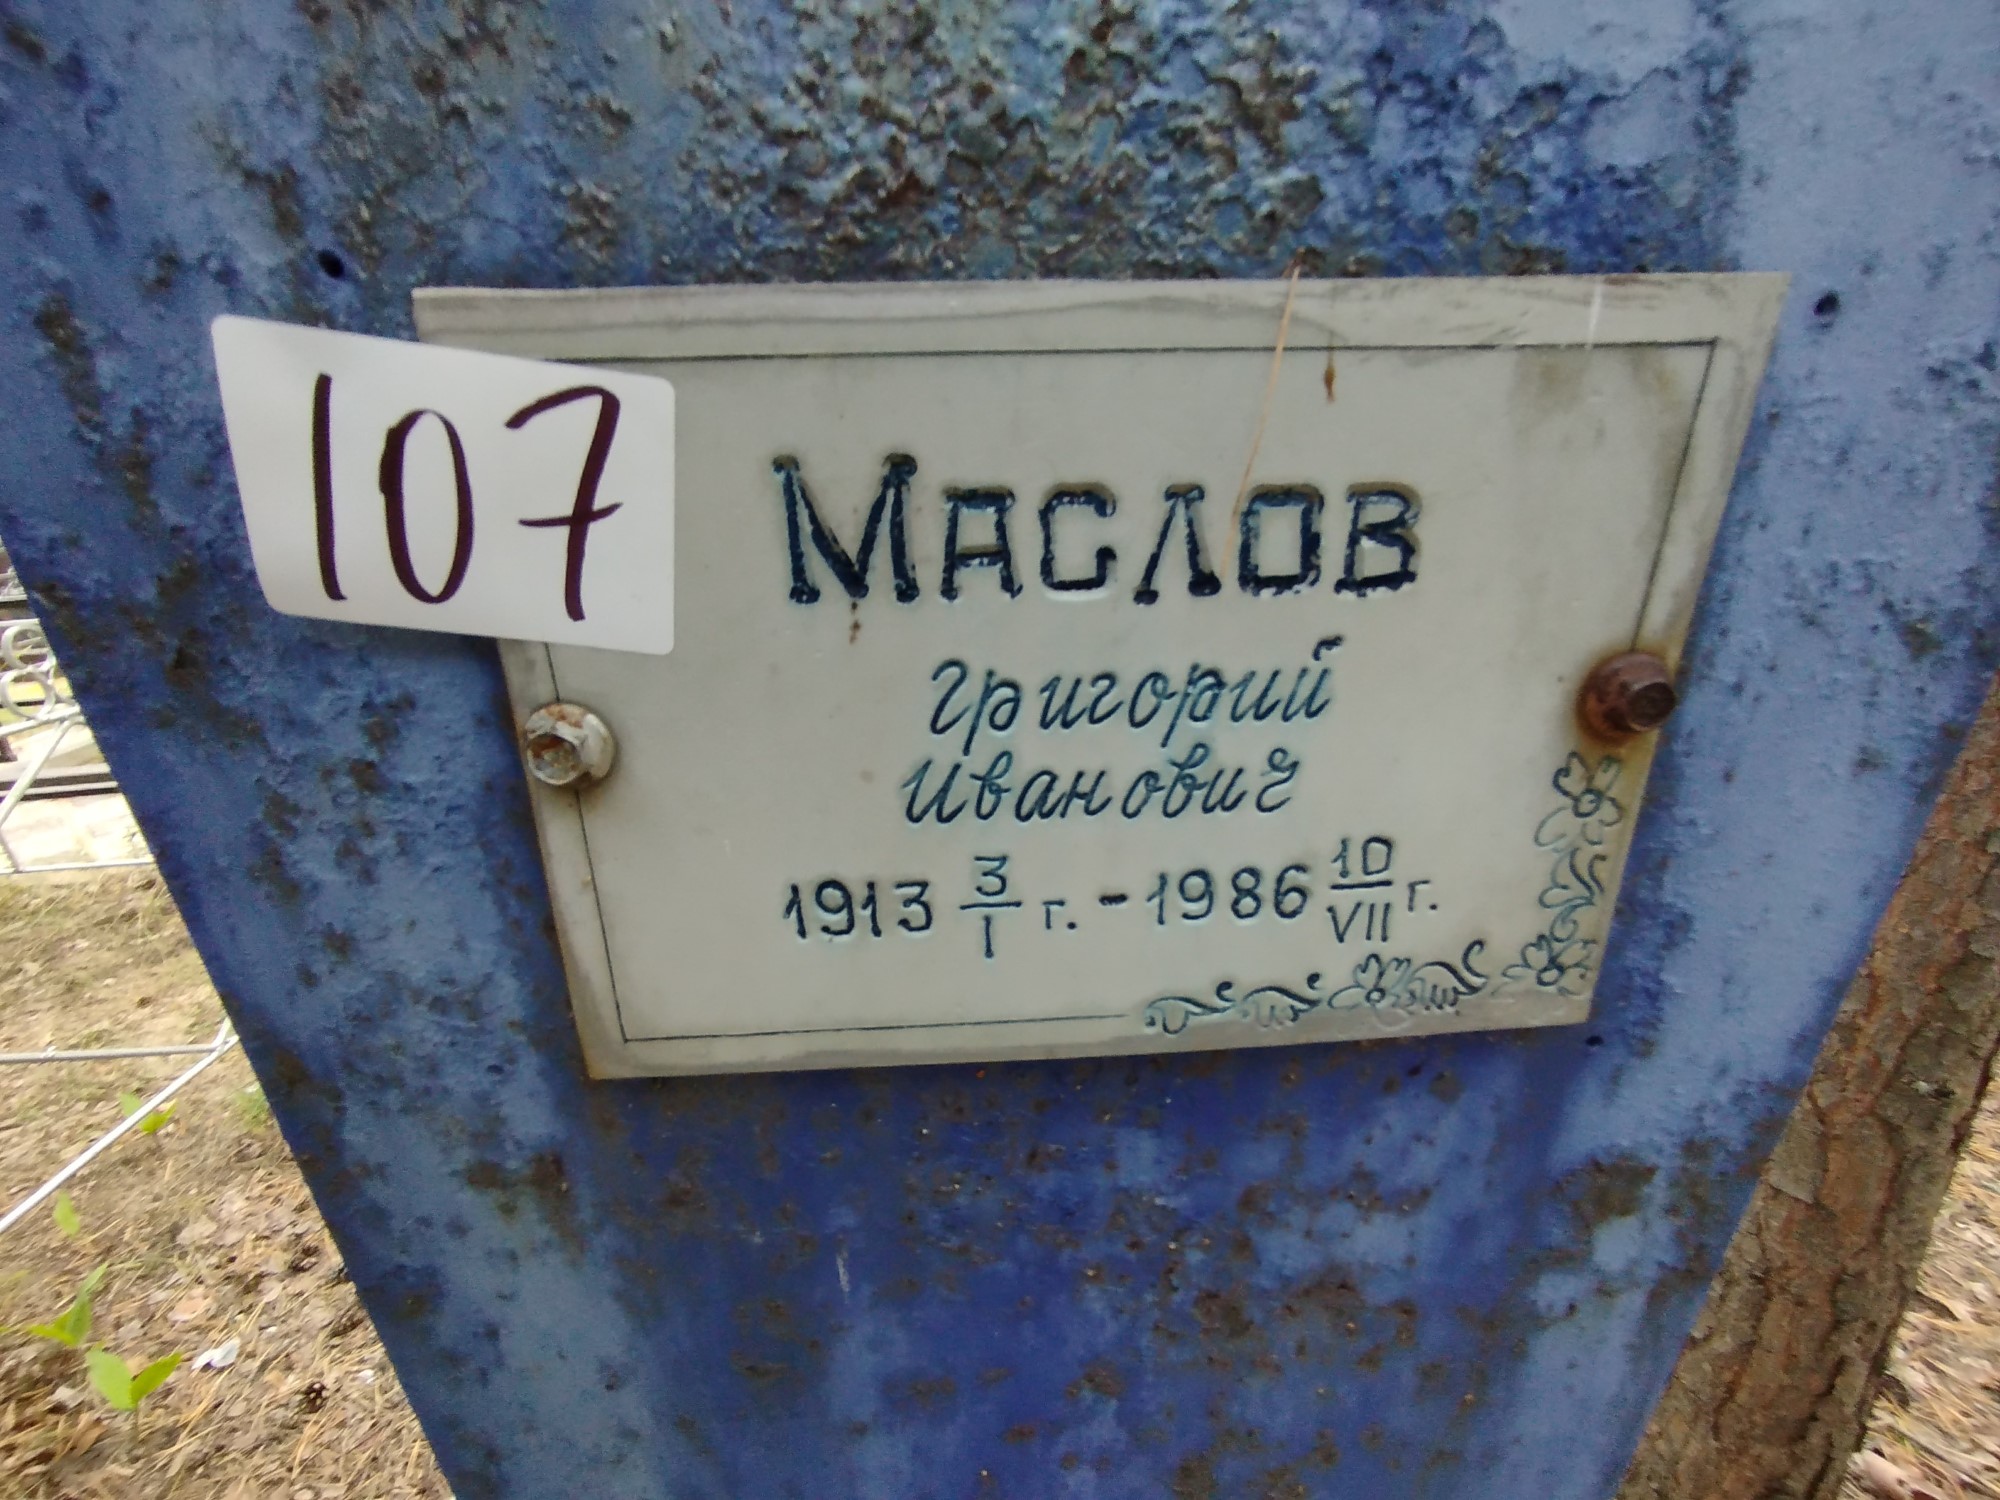 107
Маслов
Григорий
Иванович
1913 3/I г. - 1986 10/VII г.